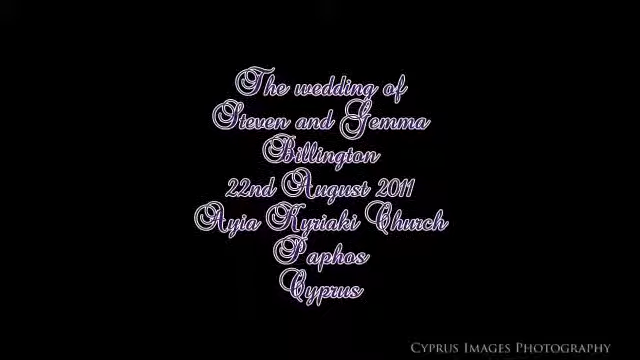 The wedding of
Steven and Gemma
Billington
22nd August 2011
Ayia Kyriaki Church
Paphos
Cyprus
Cyprus Images Photography